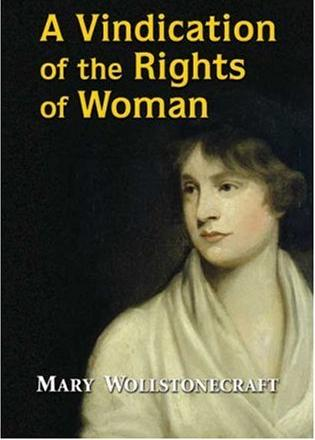 A Vindication
of the Rights
of Woman
MARY WOLLSTONECRAFT